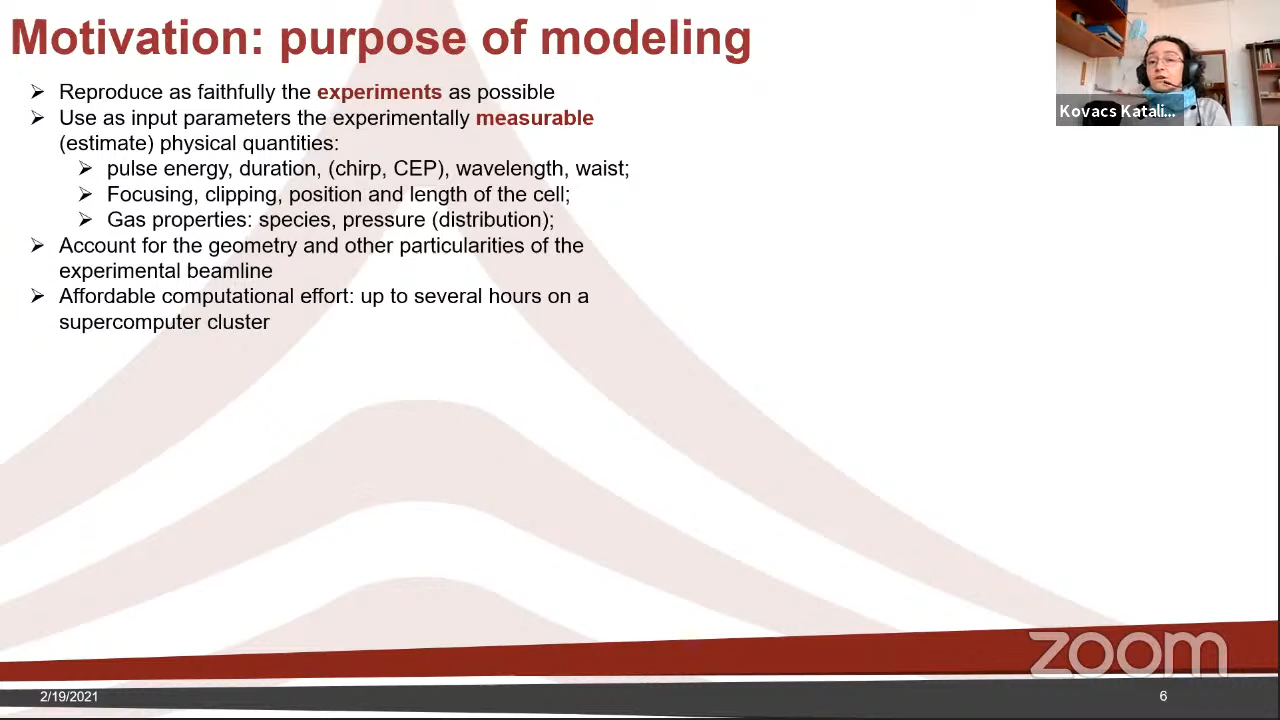 Motivation: purpose of modeling
Kovacs Katali...
➢ Reproduce as faithfully the experiments as possible
➢ Use as input parameters the experimentally measurable
(estimate) physical quantities:
➢ pulse energy, duration, (chirp, CEP), wavelength, waist;
➢ Focusing, clipping, position and length of the cell;
➢ Gas properties: species, pressure (distribution);
➢ Account for the geometry and other particularities of the
experimental beamline
➢ Affordable computational effort: up to several hours on a
supercomputer cluster
zoom
2/19/2021
6